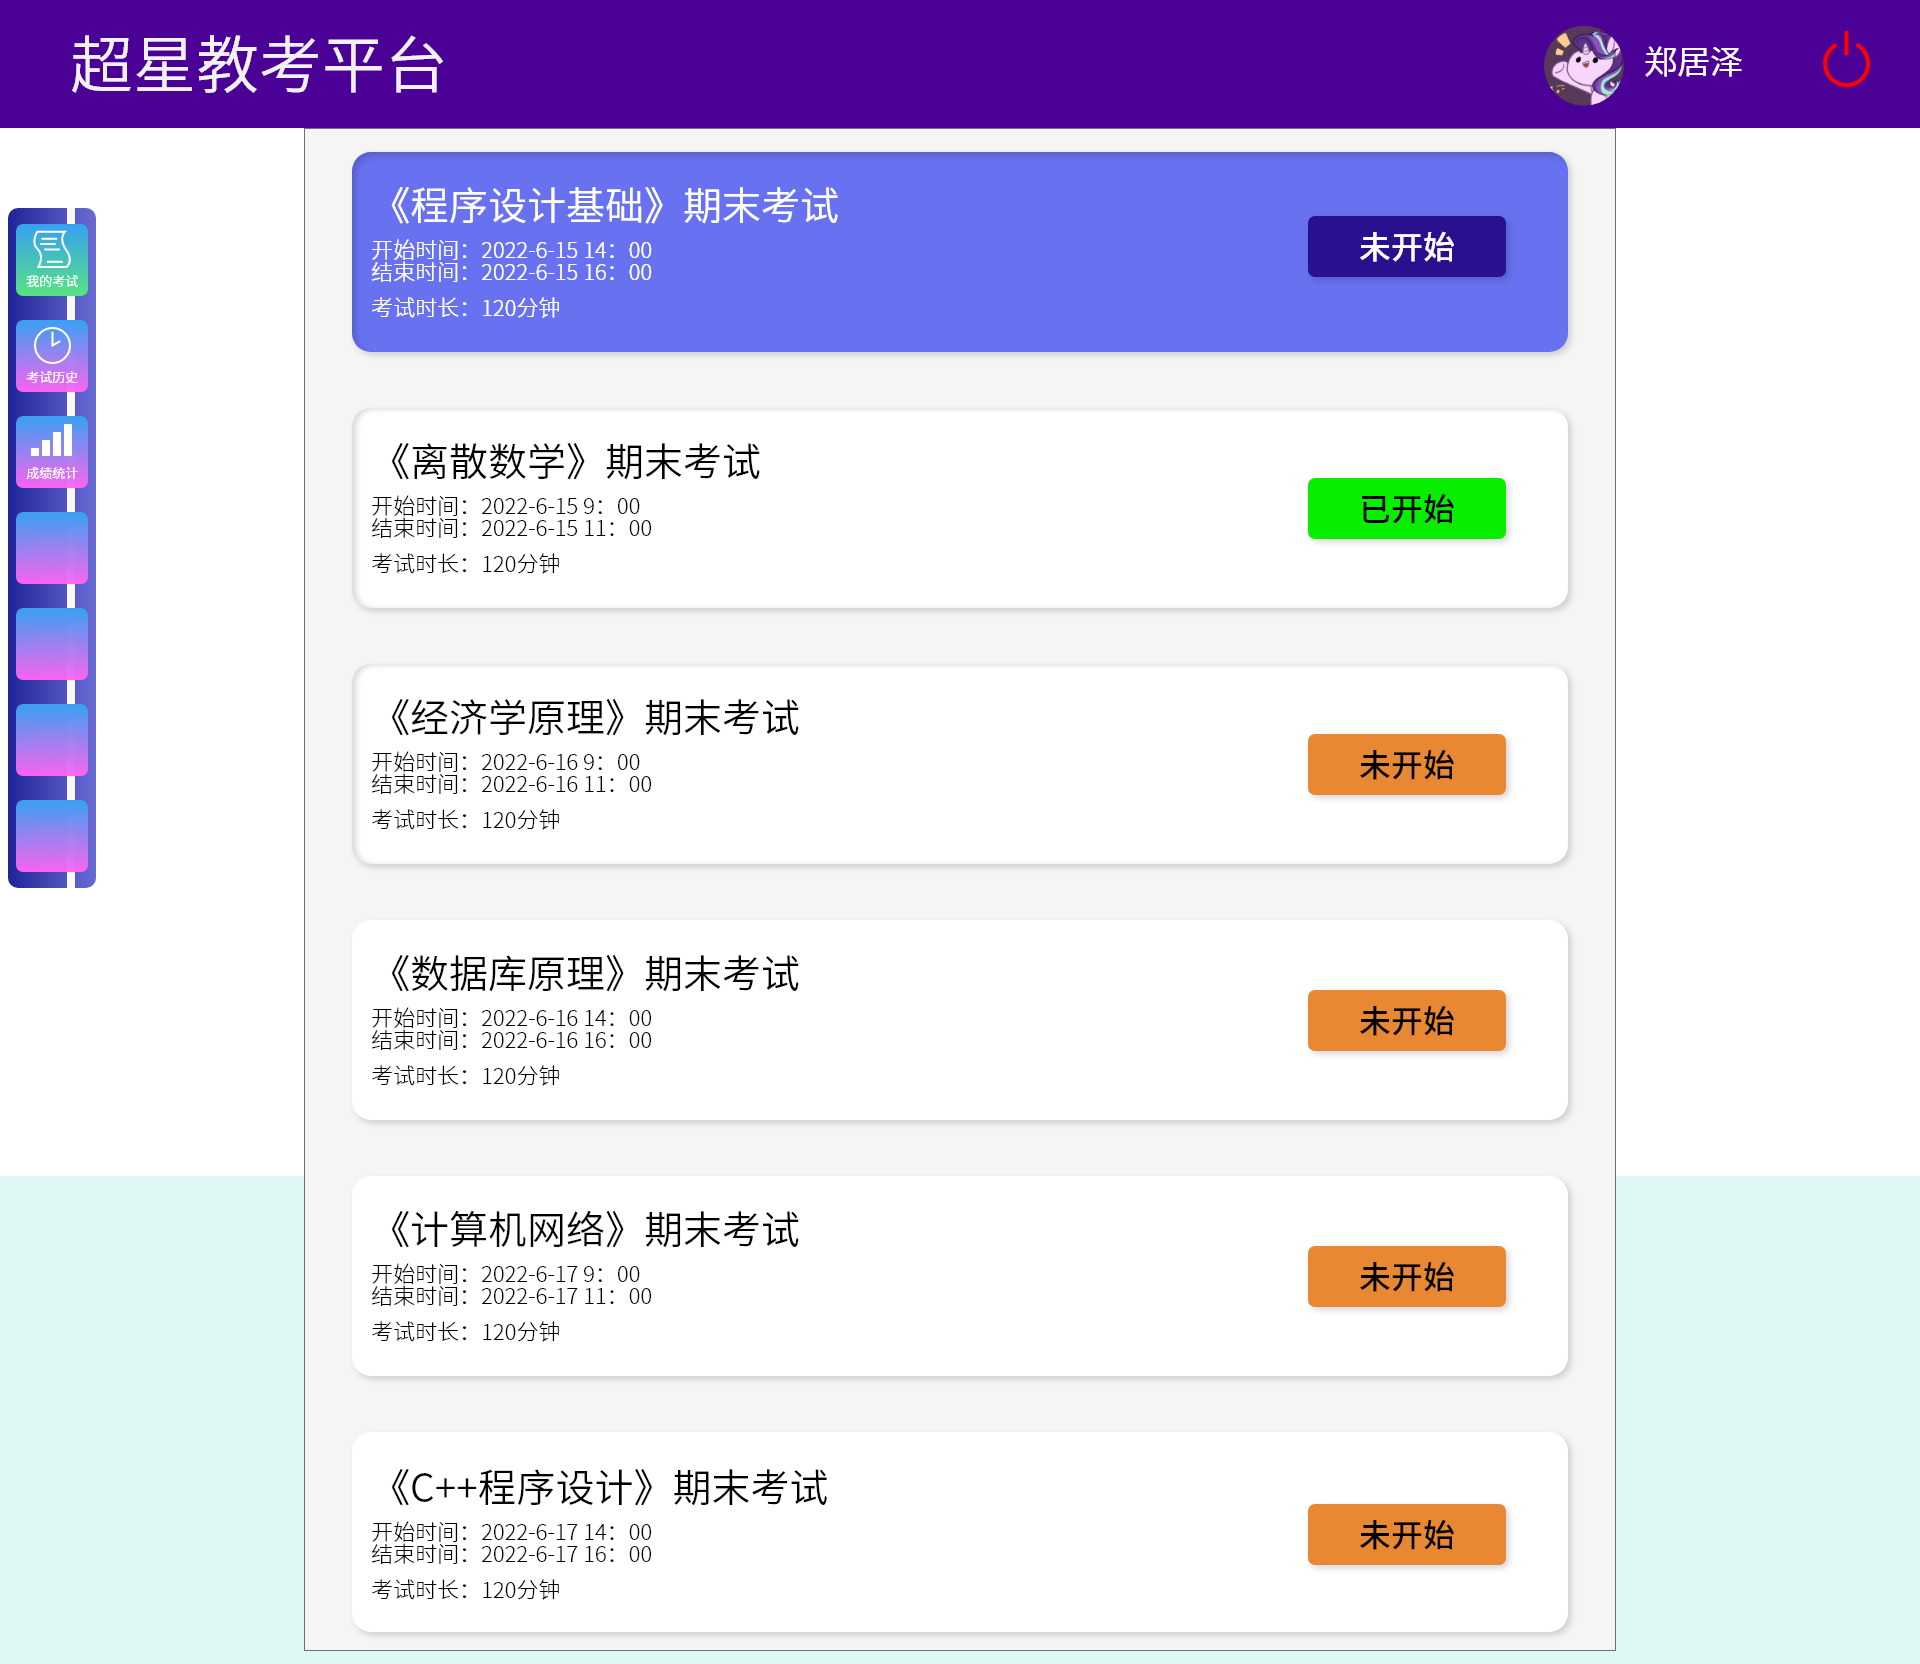 超星教考平台
郑居泽
我的考试
考试历史
成绩统计
《程序设计基础》期末考试
开始时间：2022-6-15 14：00
结束时间：2022-6-15 16：00
考试时长：120分钟
未开始
《离散数学》期末考试
开始时间：2022-6-15 9：00
结束时间：2022-6-15 11：00
考试时长：120分钟
已开始
《经济学原理》期末考试
开始时间：2022-6-16 9：00
结束时间：2022-6-16 11：00
考试时长：120分钟
未开始
《数据库原理》期末考试
开始时间：2022-6-16 14：00
结束时间：2022-6-16 16：00
考试时长：120分钟
未开始
《计算机网络》期末考试
开始时间：2022-6-17 9：00
结束时间：2022-6-17 11：00
考试时长：120分钟
未开始
《C++程序设计》期末考试
开始时间：2022-6-17 14：00
结束时间：2022-6-17 16：00
考试时长：120分钟
未开始